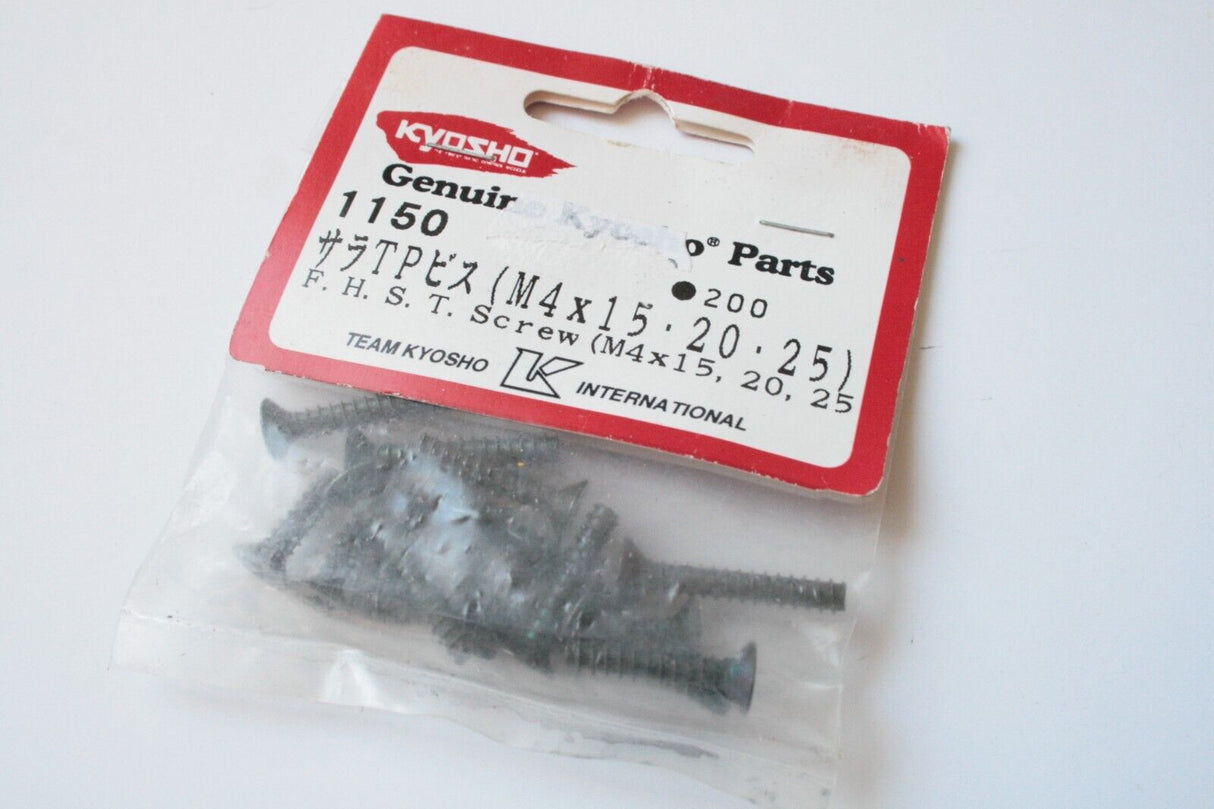 KYOSHO
Genuine Kyosho® Parts
1150
●200
サラTPビス(M4x15·20·25)
F. H. S. T. Screw (M4x15, 20, 25
TEAM KYOSHO K INTERNATIONAL